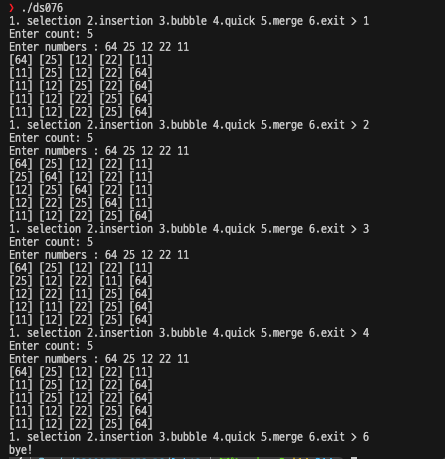 ❯ ./ds076
1. selection 2.insertion 3.bubble 4.quick 5.merge 6.exit > 1
Enter count: 5
Enter numbers : 64 25 12 22 11
[64] [25] [12] [22] [11]
[11] [25] [12] [22] [64]
[11] [12] [25] [22] [64]
[11] [12] [22] [25] [64]
[11] [12] [22] [25] [64]
1. selection 2.insertion 3.bubble 4.quick 5.merge 6.exit > 2
Enter count: 5
Enter numbers : 64 25 12 22 11
[64] [25] [12] [22] [11]
[25] [64] [12] [22] [11]
[12] [25] [64] [22] [11]
[12] [22] [25] [64] [11]
[11] [12] [22] [25] [64]
1. selection 2.insertion 3.bubble 4.quick 5.merge 6.exit > 3
Enter count: 5
Enter numbers : 64 25 12 22 11
[64] [25] [12] [22] [11]
[25] [12] [22] [11] [64]
[12] [22] [11] [25] [64]
[12] [11] [22] [25] [64]
[11] [12] [22] [25] [64]
1. selection 2.insertion 3.bubble 4.quick 5.merge 6.exit > 4
Enter count: 5
Enter numbers : 64 25 12 22 11
[64] [25] [12] [22] [11]
[11] [25] [12] [22] [64]
[11] [25] [12] [22] [64]
[11] [22] [12] [25] [64]
[11] [12] [22] [25] [64]
1. selection 2.insertion 3.bubble 4.quick 5.merge 6.exit > 6
bye!